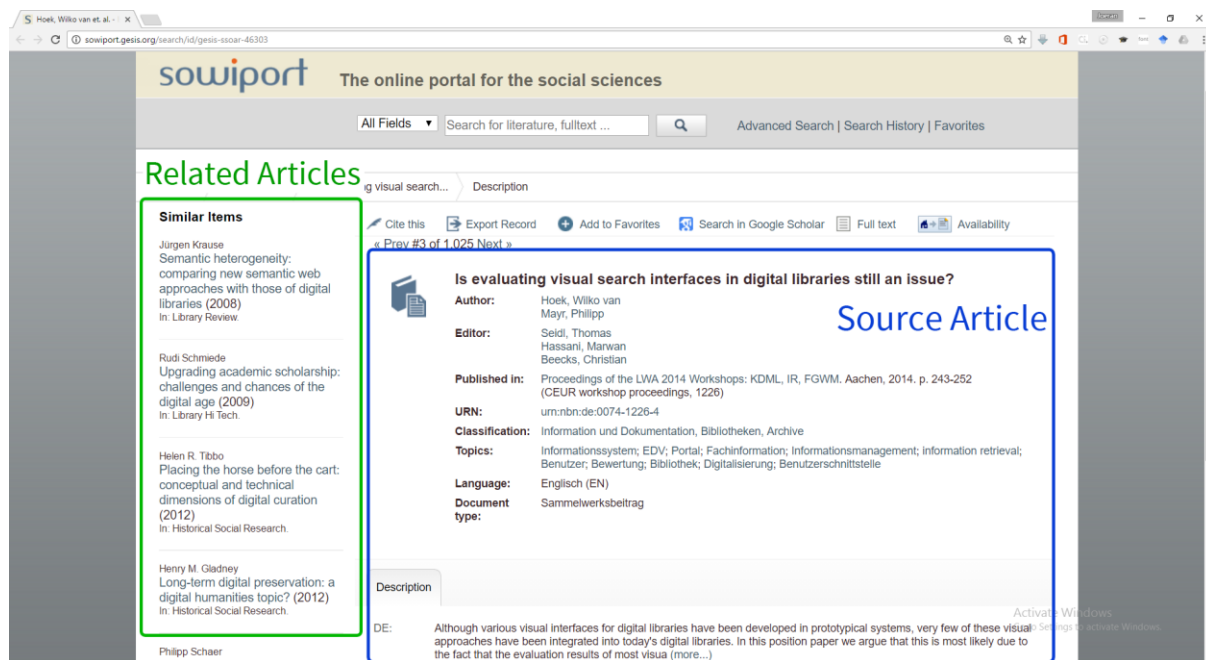 S Hoek, Wilko van et. al. -
sowiport.gesis.org/search/id/gesis-ssoar-46303
sowiport
The online portal for the social sciences
All Fields
Search for literature, fulltext ...
Advanced Search | Search History | Favorites
Related Articles
g visual search...
Description
Similar Items
Jürgen Krause
Semantic heterogeneity:
comparing new semantic web
approaches with those of digital
libraries (2008)
In: Library Review.
Rudi Schmiede
Upgrading academic scholarship:
challenges and chances of the
digital age (2009)
In: Library Hi Tech.
Helen R. Tibbo
Placing the horse before the cart:
conceptual and technical
dimensions of digital curation
(2012)
In: Historical Social Research.
Henry M. Gladney
Long-term digital preservation: a
digital humanities topic? (2012)
In: Historical Social Research.
Philipp Schaer
Cite this
Export Record
Add to Favorites
Search in Google Scholar
Full text
Availability
« Prev #3 of 1,025 Next »
Source Article
Is evaluating visual search interfaces in digital libraries still an issue?
Author: Hoek, Wilko van
Mayr, Philipp
Editor: Seidl, Thomas
Hassani, Marwan
Beecks, Christian
Published in: Proceedings of the LWA 2014 Workshops: KDML, IR, FGWM. Aachen, 2014. p. 243-252
(CEUR workshop proceedings, 1226)
URN: urn:nbn:de:0074-1226-4
Classification: Information und Dokumentation, Bibliotheken, Archive
Topics: Informationssystem; EDV; Portal; Fachinformation; Informationsmanagement; information retrieval;
Benutzer; Bewertung; Bibliothek; Digitalisierung; Benutzerschnittstelle
Language: Englisch (EN)
Document Sammelwerksbeitrag
type:
Description
DE: Although various visual interfaces for digital libraries have been developed in prototypical systems, very few of these visual
approaches have been integrated into today's digital libraries. In this position paper we argue that this is most likely due to
the fact that the evaluation results of most visua (more...)
Activate Windows
Go to Settings to activate Windows.